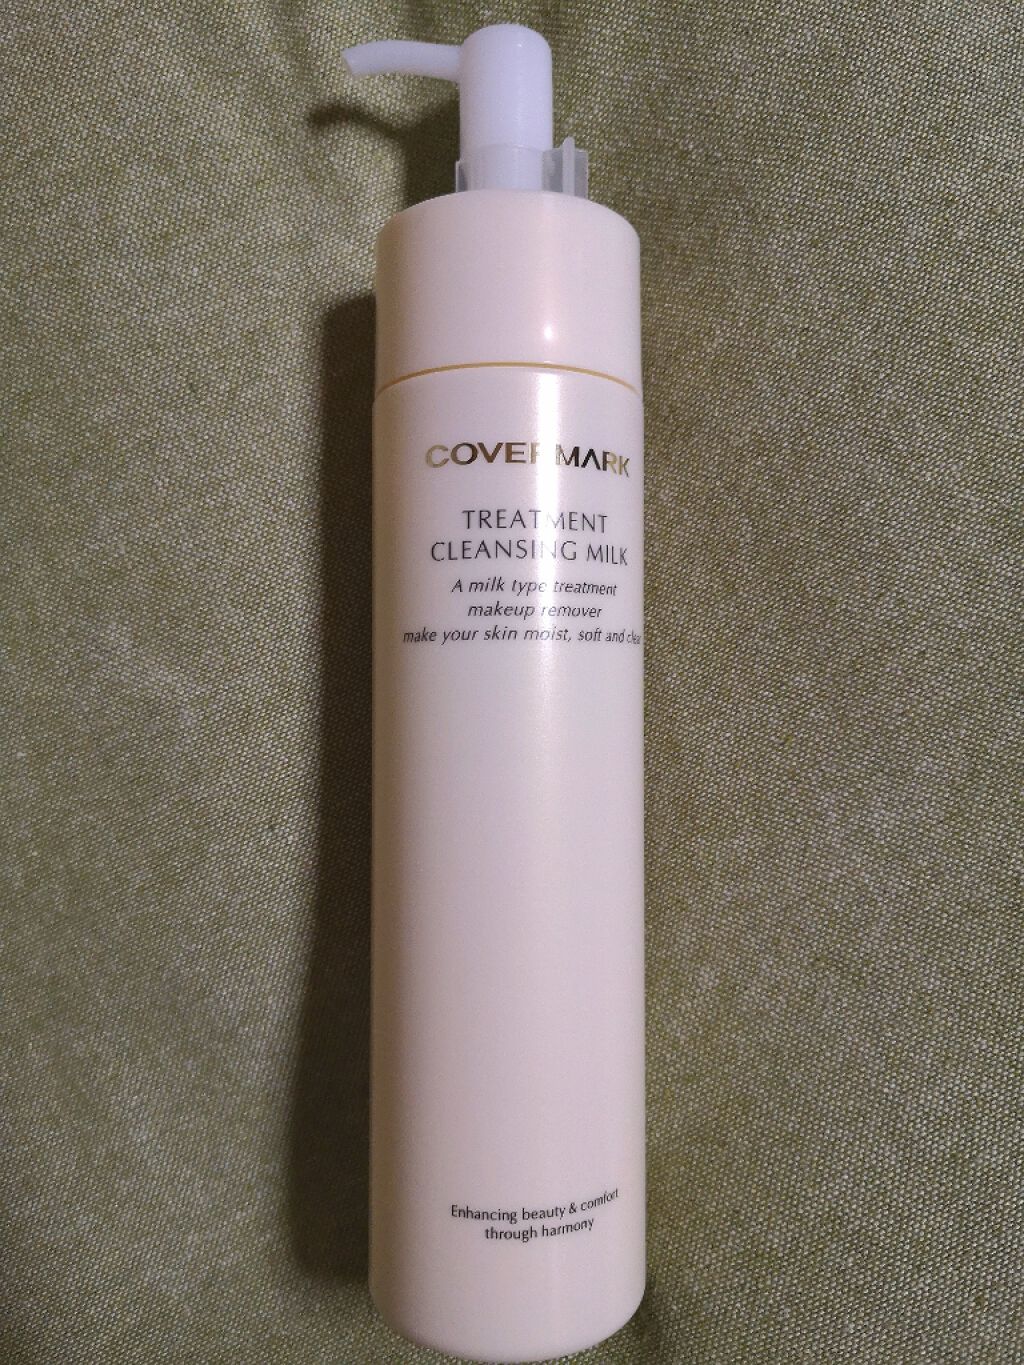 COVERMARK
TREATMENT
CLEANSING MILK
A milk type treatment
makeup remover
make your skin moist, soft and clear
Enhancing beauty & comfort
through harmony